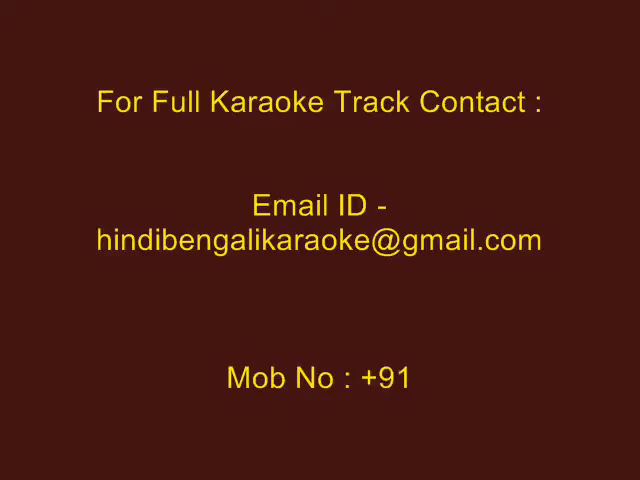 For Full Karaoke Track Contact :
Email ID -
hindibengalikaraoke@gmail.com
Mob No : +91